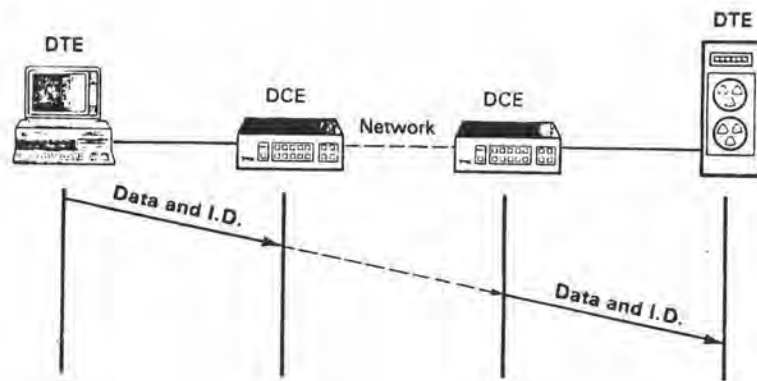 DTE
DTE
DCE
DCE
Network
Data and I.D.
Data and I.D.